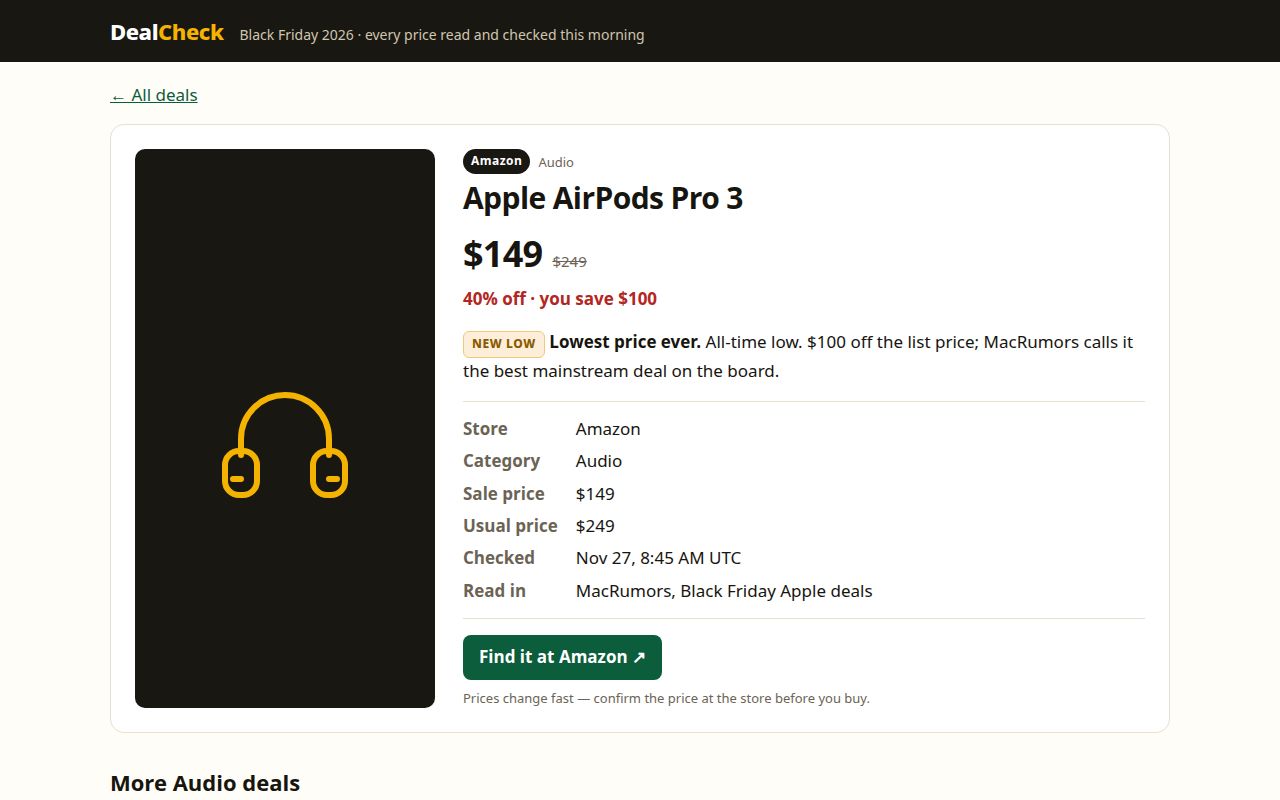 DealCheck Black Friday 2026 · every price read and checked this morning
← All deals
Amazon Audio
Apple AirPods Pro 3
$149 $249
40% off · you save $100
NEW LOW Lowest price ever. All-time low. $100 off the list price; MacRumors calls it
the best mainstream deal on the board.
Store Amazon
Category Audio
Sale price $149
Usual price $249
Checked Nov 27, 8:45 AM UTC
Read in MacRumors, Black Friday Apple deals
Find it at Amazon ↗
Prices change fast — confirm the price at the store before you buy.
More Audio deals